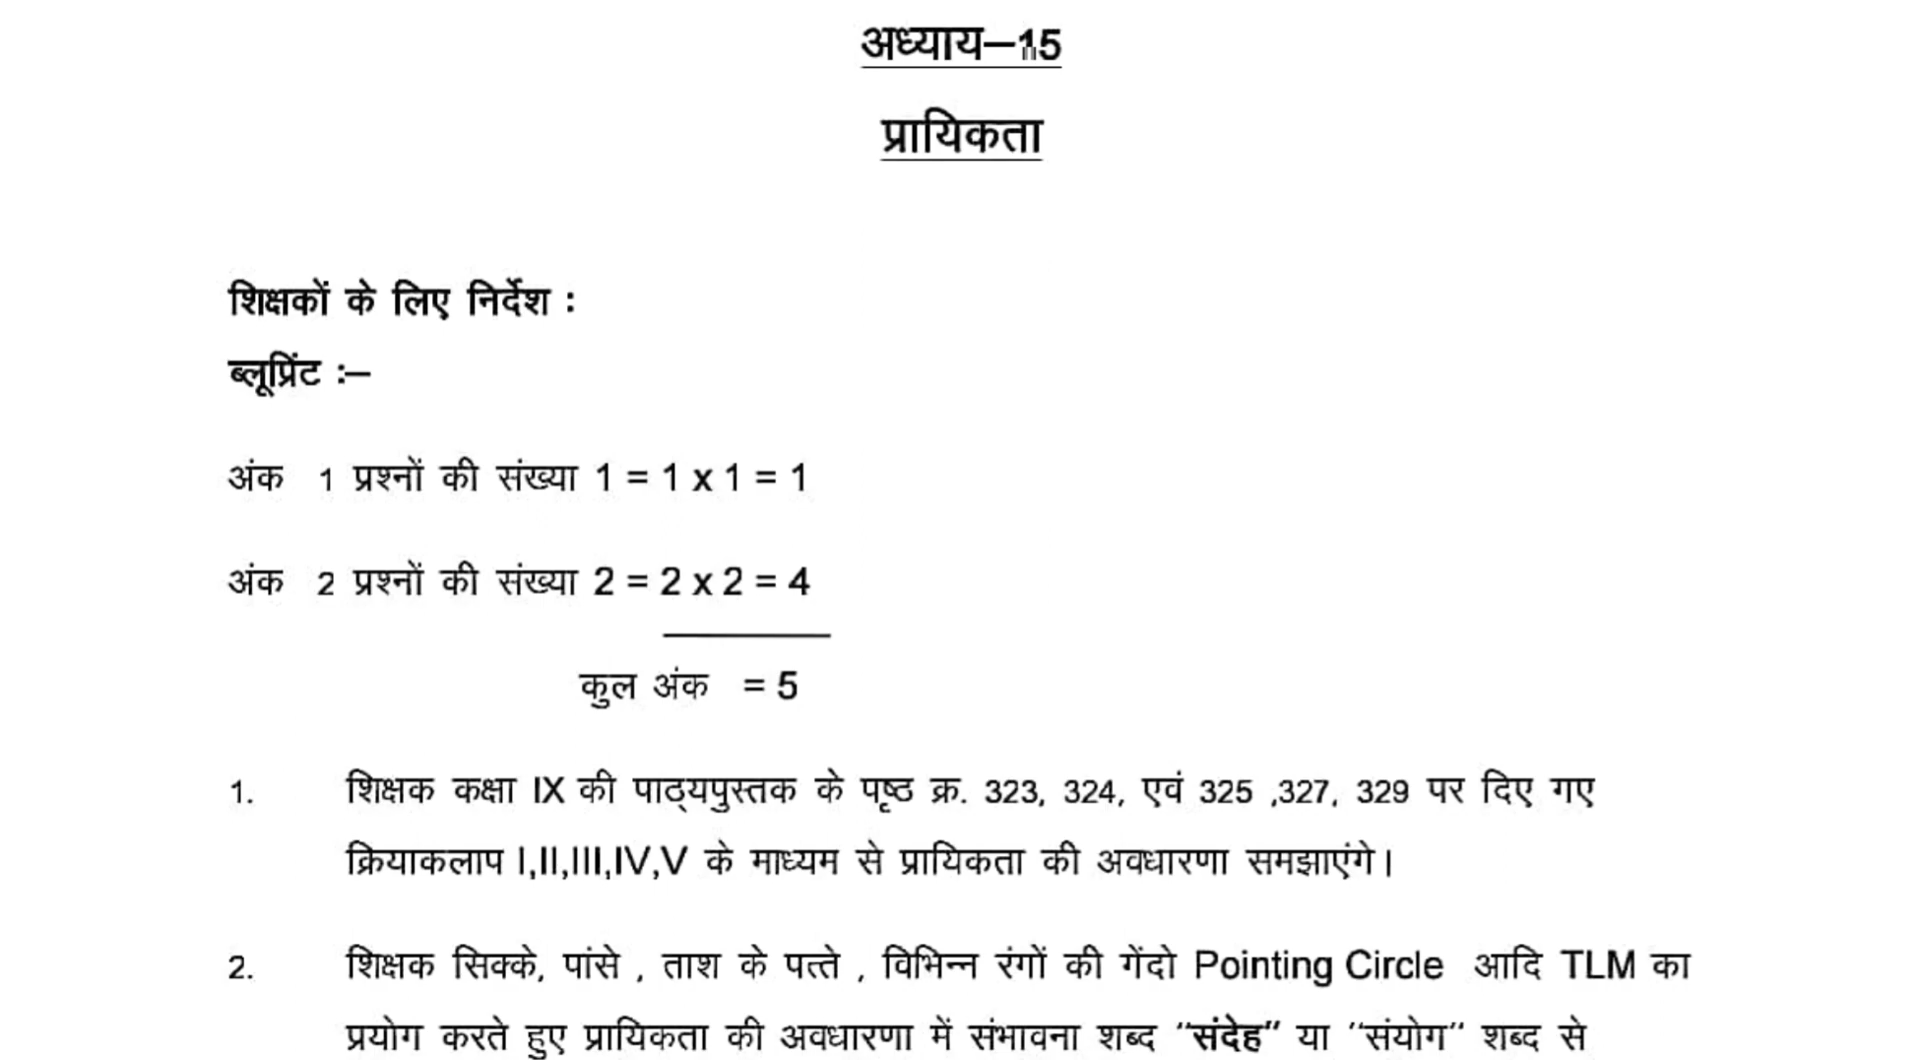 अध्याय–15
प्रायिकता
शिक्षकों के लिए निर्देश :
ब्लूप्रिंट :–
अंक 1 प्रश्नों की संख्या 1 = 1 x 1 = 1
अंक 2 प्रश्नों की संख्या 2 = 2 x 2 = 4
कुल अंक = 5
1. शिक्षक कक्षा IX की पाठ्यपुस्तक के पृष्ठ क्र. 323, 324, एवं 325 ,327, 329 पर दिए गए
क्रियाकलाप I,II,III,IV,V के माध्यम से प्रायिकता की अवधारणा समझाएंगे।
2. शिक्षक सिक्के, पांसे , ताश के पत्ते , विभिन्न रंगों की गेंदो Pointing Circle आदि TLM का
प्रयोग करते हुए प्रायिकता की अवधारणा में संभावना शब्द "संदेह" या "संयोग" शब्द से